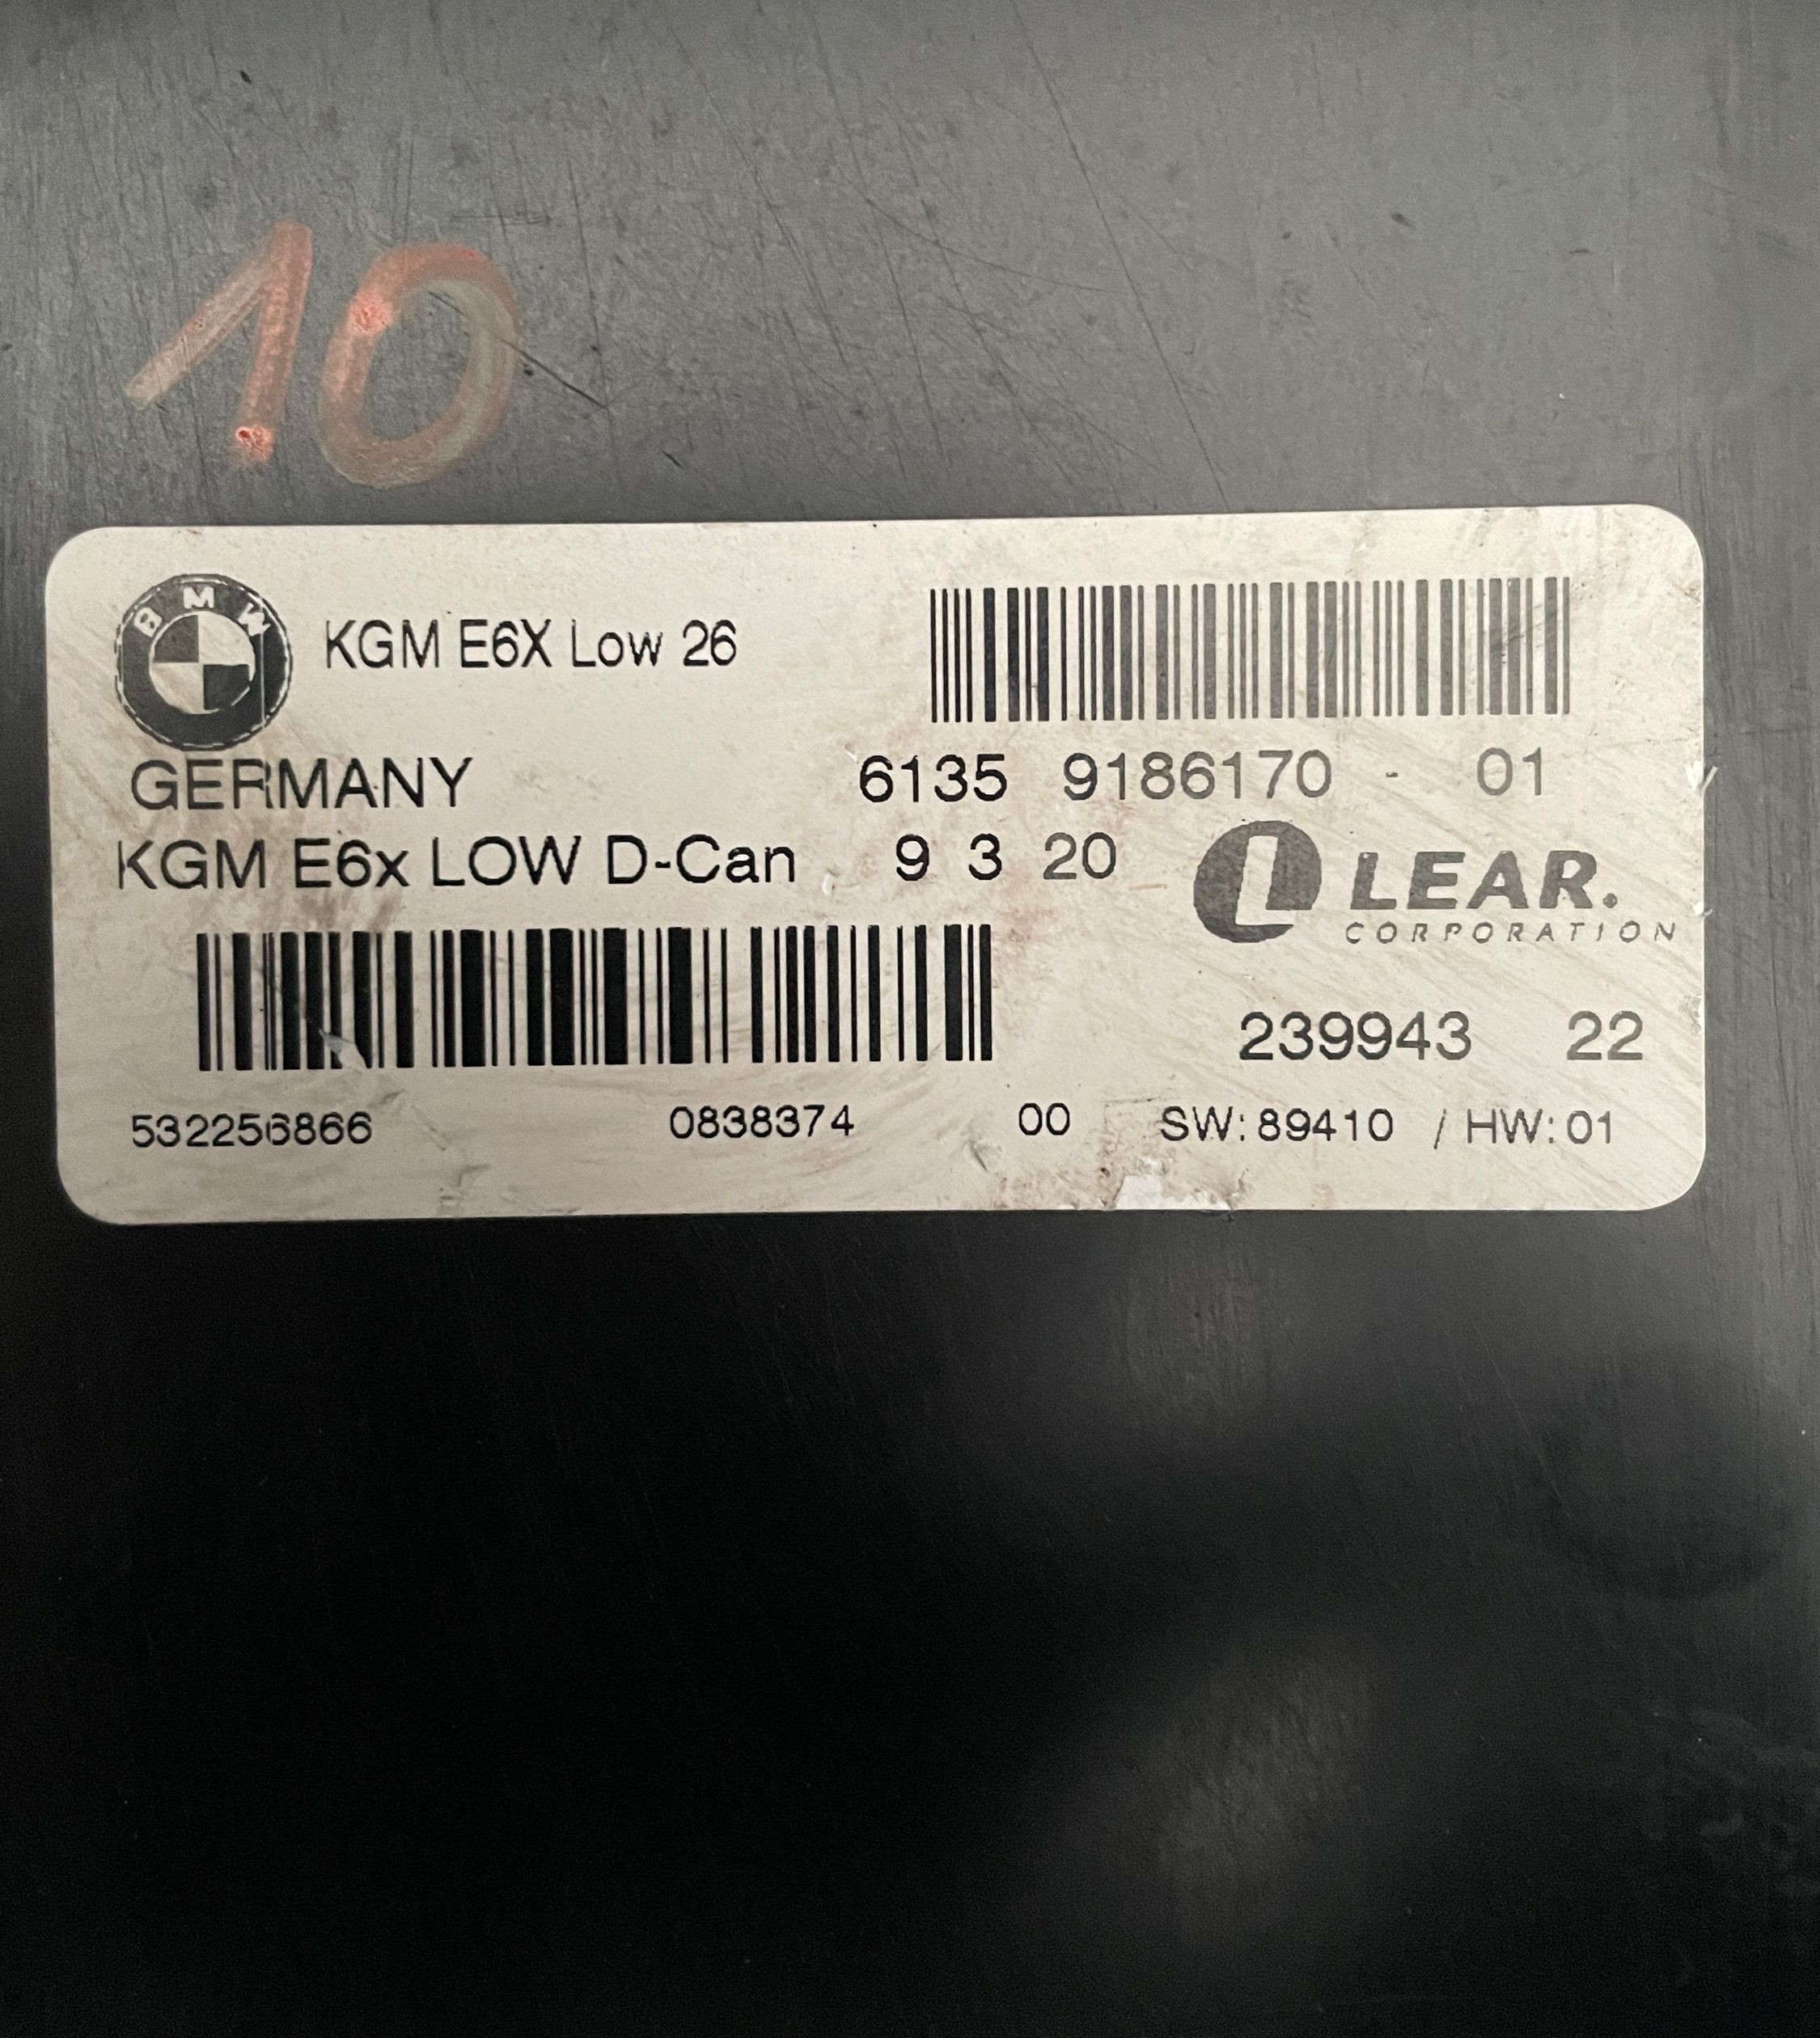 10
BMW
KGM E6X Low 26
GERMANY
6135 9186170 - 01
KGM E6x LOW D-Can 9 3 20
L LEAR.
CORPORATION
239943 22
532256866 0838374 00 SW: 89410 / HW: 01